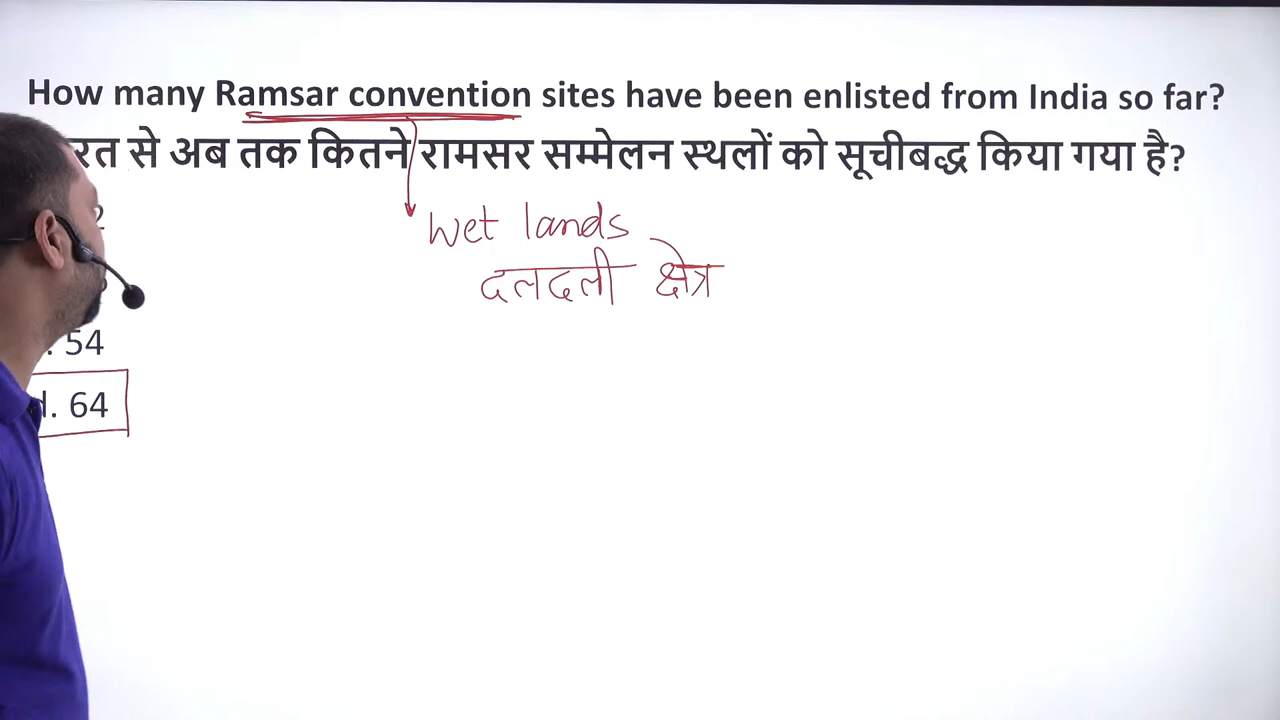 How many Ramsar convention sites have been enlisted from India so far?
रत से अब तक कितने रामसर सम्मेलन स्थलों को सूचीबद्ध किया गया है?
2
wet lands
दलदली क्षेत्र
. 54
d. 64